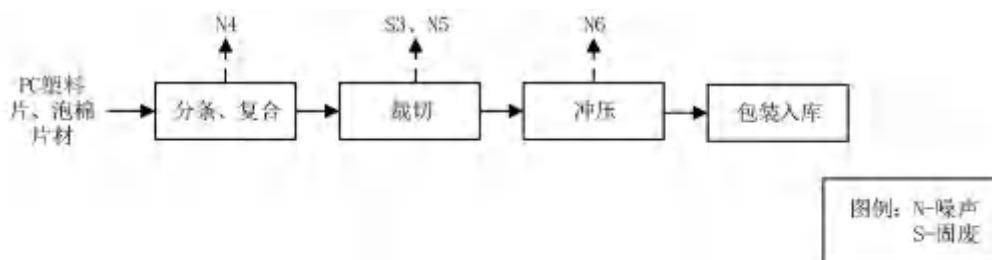 N4
S3、N5
N6
PC塑料
片、泡棉
片材
分条、复合
裁切
冲压
包装入库
图例：N-噪声
S-固废